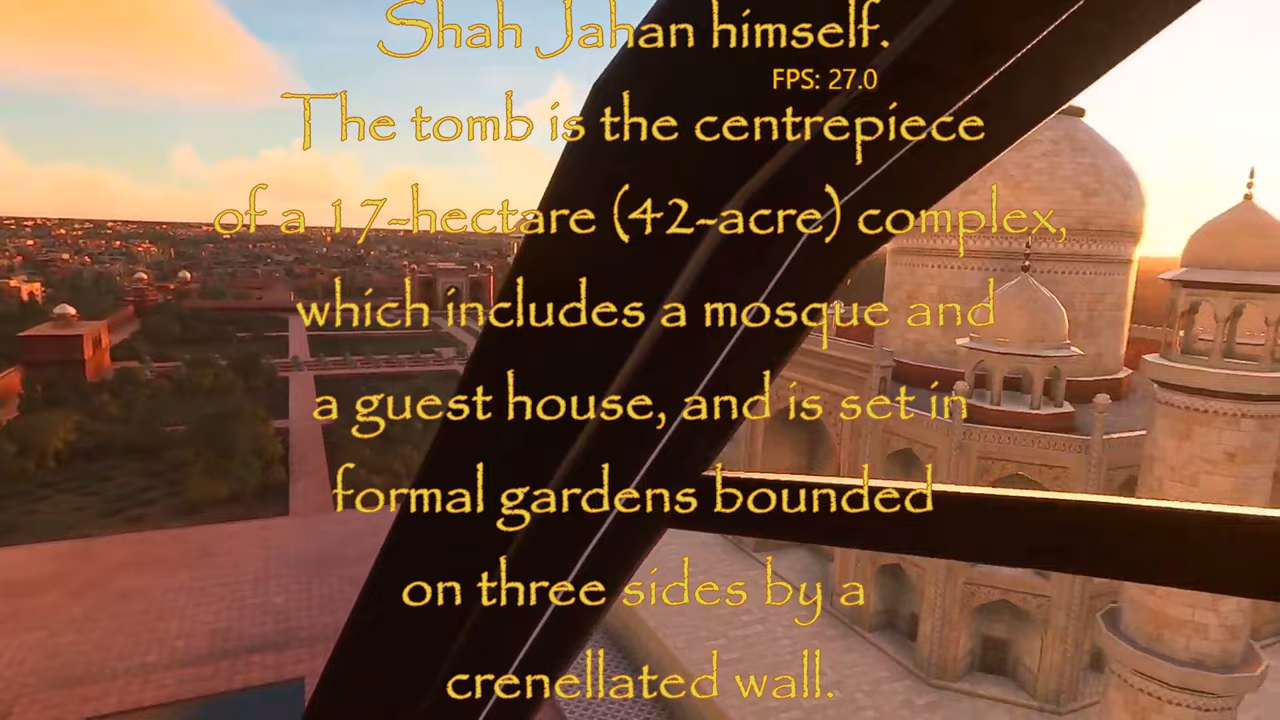 Shah Jahan himself.
FPS: 27.0
The tomb is the centrepiece
of a 17-hectare (42-acre) complex,
which includes a mosque and
a guest house, and is set in
formal gardens bounded
on three sides by a
crenellated wall.